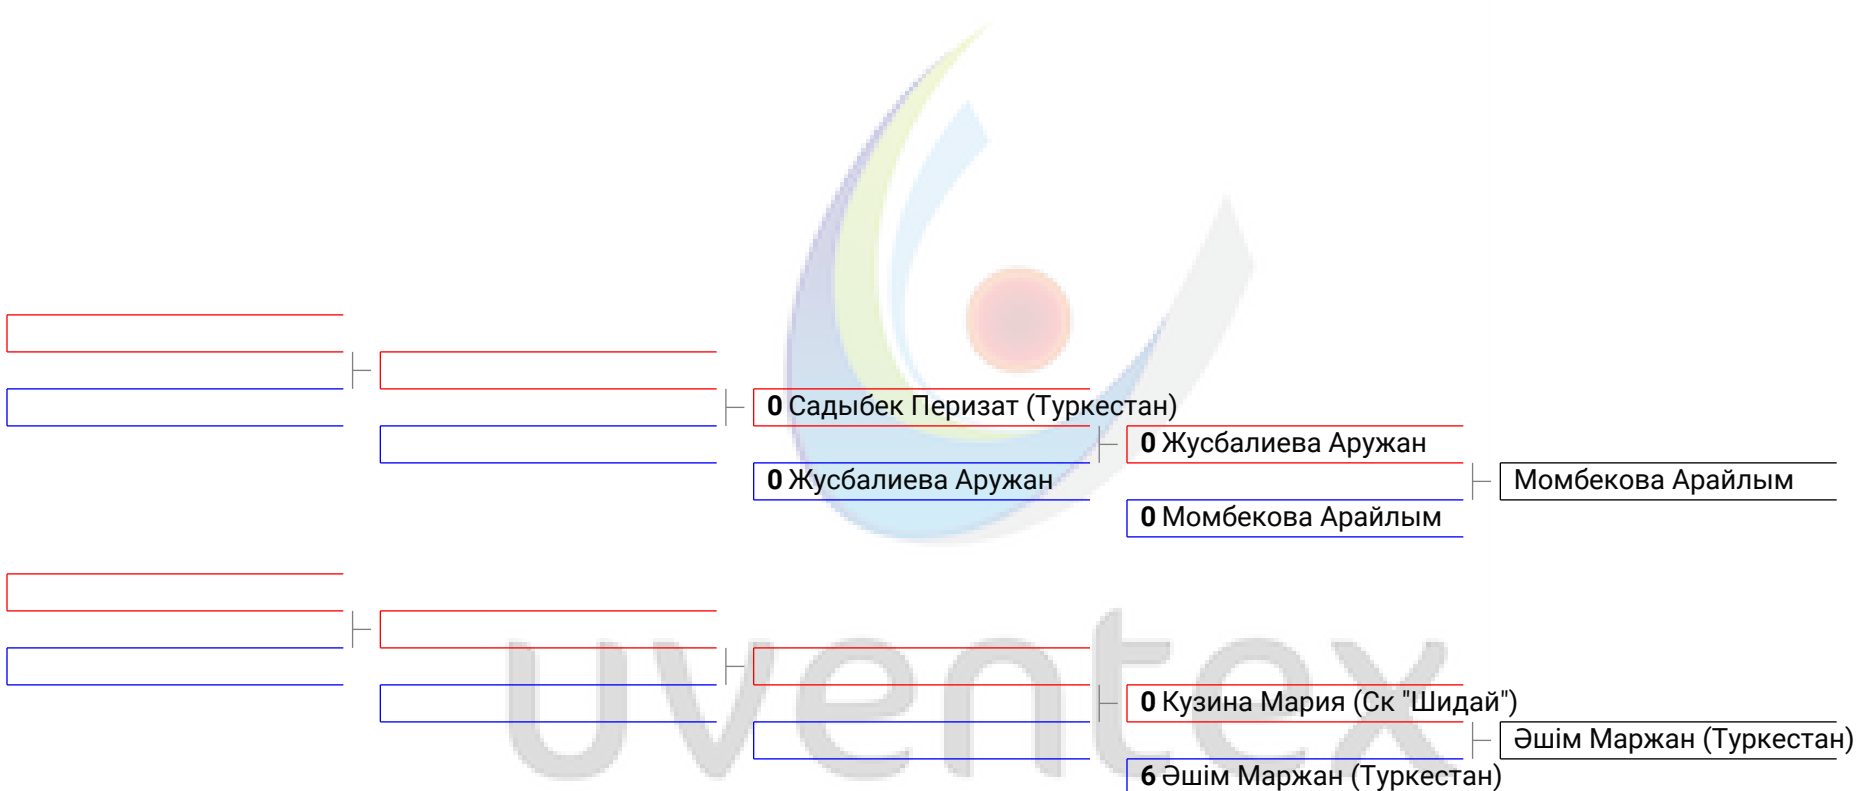 0 Садыбек Перизат (Туркестан)
0 Жусбалиева Аружан
0 Жусбалиева Аружан
Момбекова Арайлым
0 Момбекова Арайлым
uventex
0 Кузина Мария (Ск "Шидай")
Әшім Маржан (Туркестан)
6 Әшім Маржан (Туркестан)